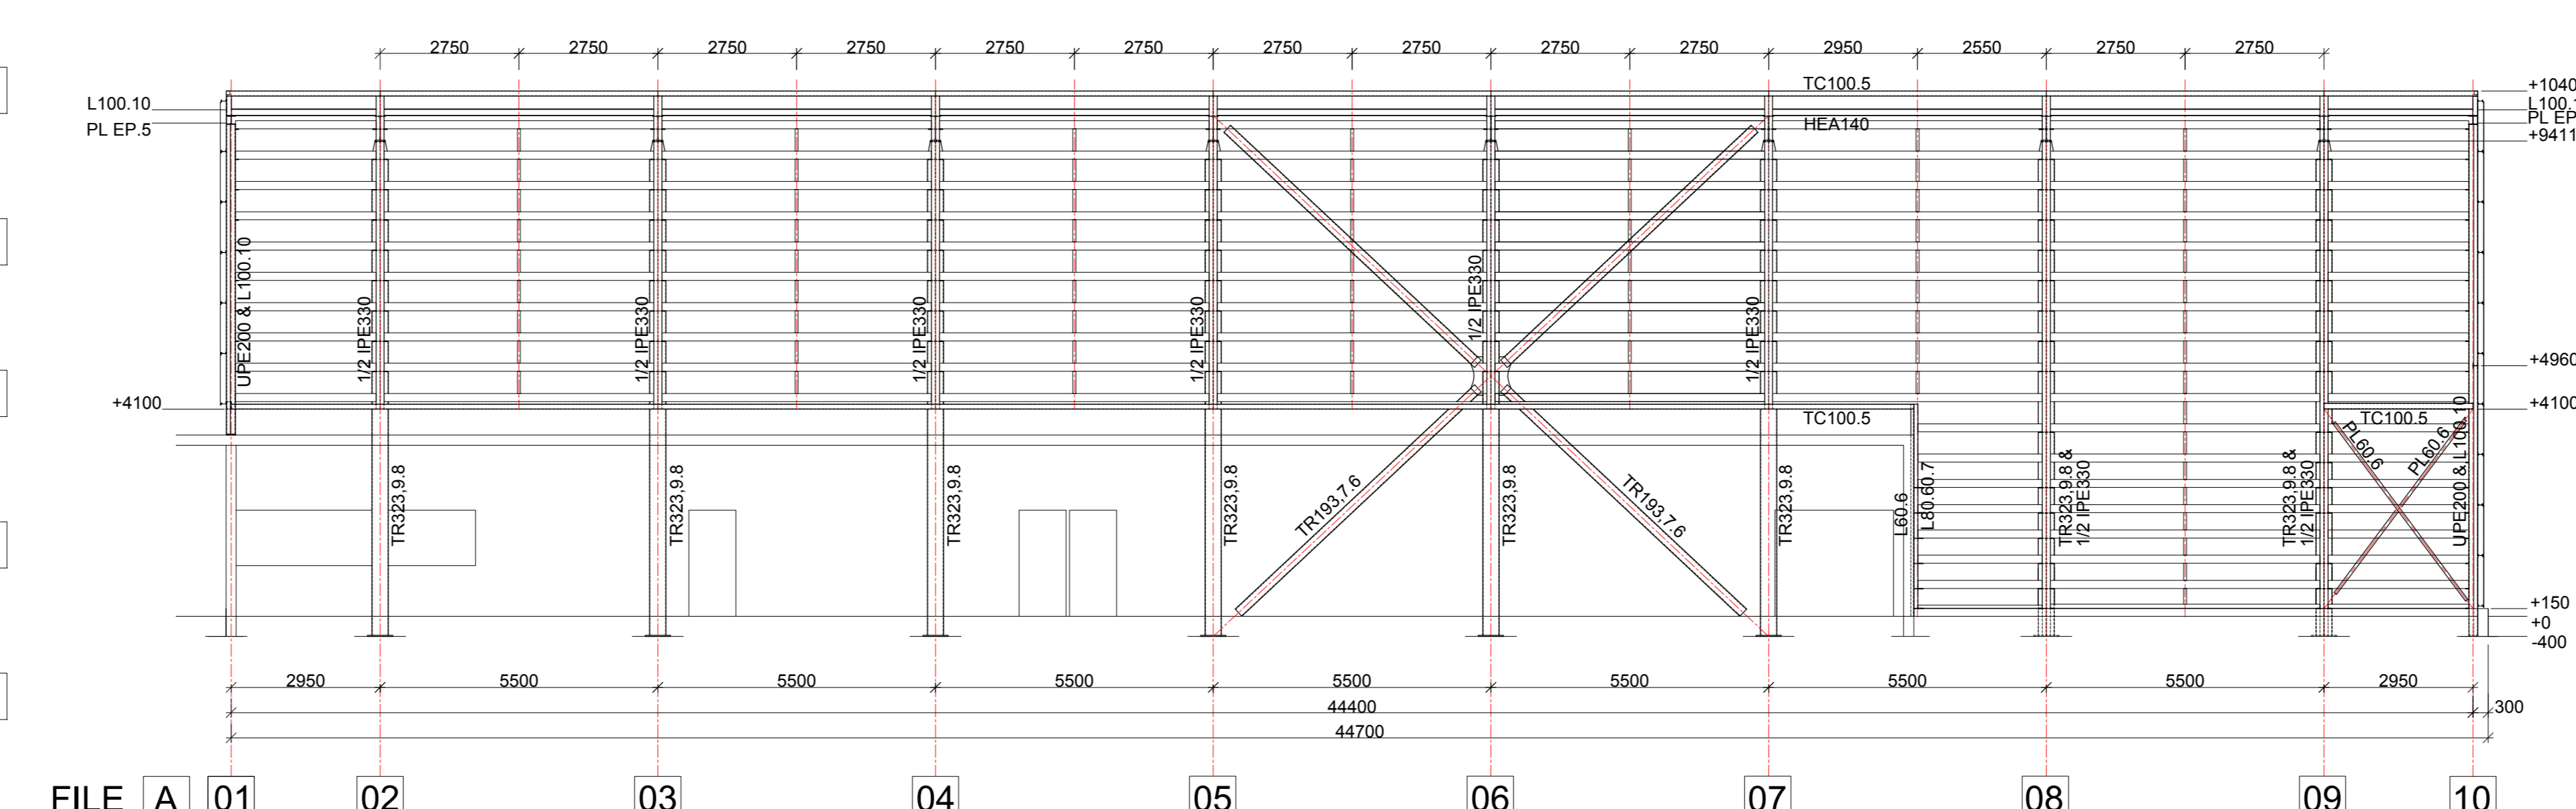 2750 2750 2750 2750 2750 2750 2750 2750 2750 2750 2950 2550 2750 2750
TC100.5
+1040
L100.10
L100.
PL EP.5
HEA140
PL EP
+9411
UPE200 & L100.10
1/2 IPE330
1/2 IPE330
1/2 IPE330
1/2 IPE330
1/2 IPE330
1/2 IPE330
+4960
+4100
+4100
TC100.5
TC100.5
TR323,9.8
TR323,9.8
TR323,9.8
TR323,9.8
TR193,7.6
TR323,9.8
TR193,7.6
TR323,9.8
L60.6
L80.60.7
TR323,9.8 &
1/2 IPE330
TR323,9.8 &
1/2 IPE330
PL60.6
PL60.6
UPE200 & L100.10
+150
+0
-400
2950 5500 5500 5500 5500 5500 5500 5500 2950
44400 300
44700
FILE A 01 02 03 04 05 06 07 08 09 10